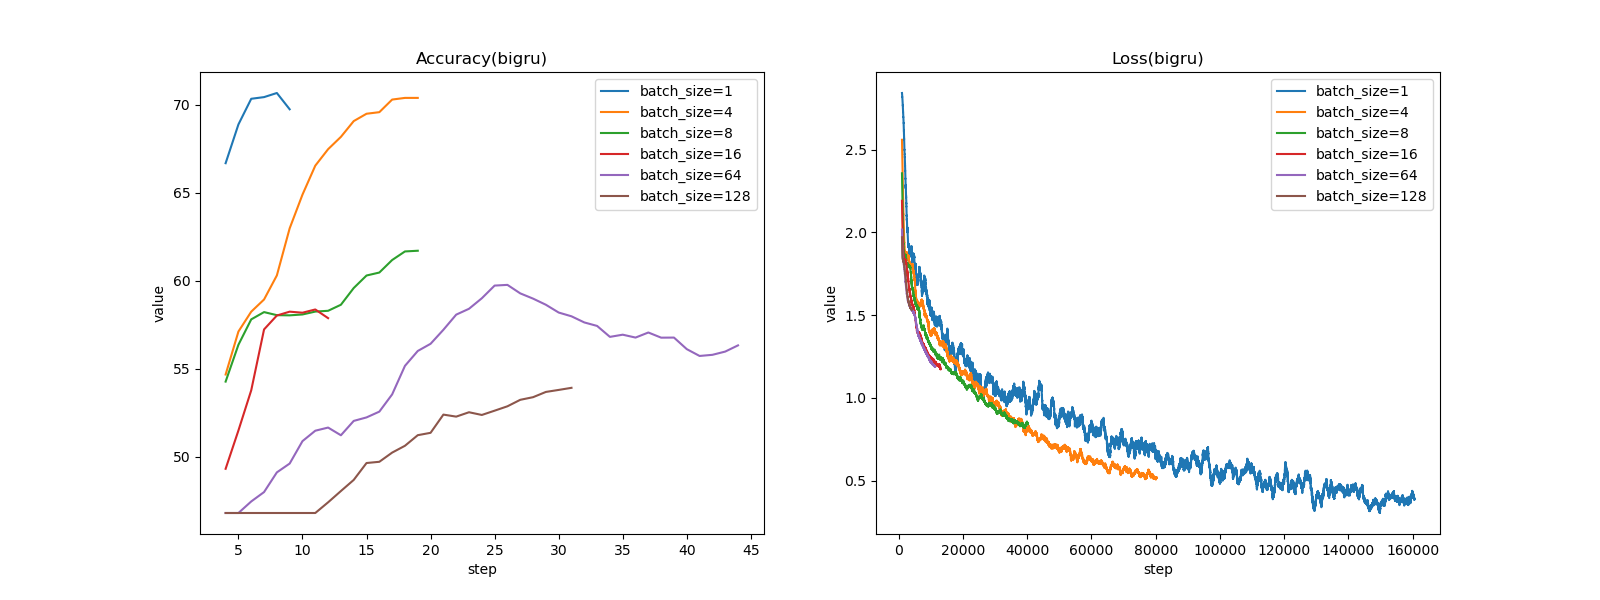 Accuracy(bigru)
value
70
65
60
55
50
5 10 15 20 25 30 35 40 45
step
batch_size=1
batch_size=4
batch_size=8
batch_size=16
batch_size=64
batch_size=128
Loss(bigru)
value
2.5
2.0
1.5
1.0
0.5
0 20000 40000 60000 80000 100000 120000 140000 160000
step
batch_size=1
batch_size=4
batch_size=8
batch_size=16
batch_size=64
batch_size=128